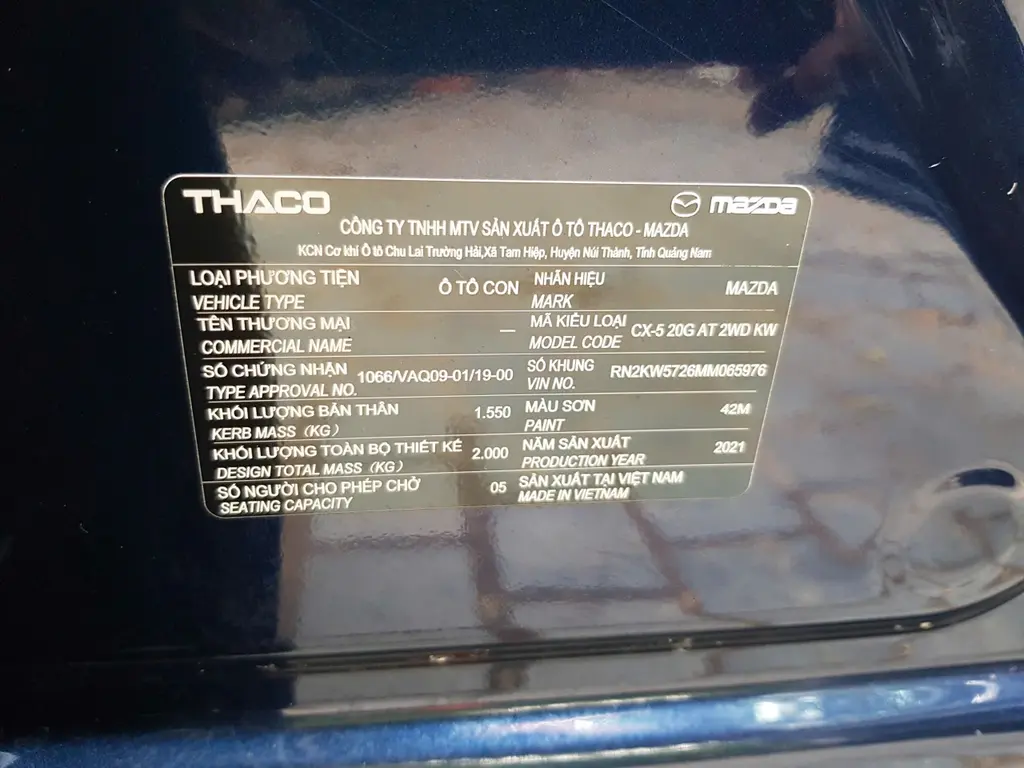 THACO mazda
CÔNG TY TNHH MTV SẢN XUẤT Ô TÔ THACO - MAZDA
KCN Cơ khí Ô tô Chu Lai Trường Hải,Xã Tam Hiệp, Huyện Núi Thành, Tỉnh Quảng Nam
LOẠI PHƯƠNG TIỆN Ô TÔ CON NHÃN HIỆU MAZDA
VEHICLE TYPE MARK
TÊN THƯƠNG MẠI — MÃ KIỂU LOẠI CX-5 20G AT 2WD KW
COMMERCIAL NAME MODEL CODE
SỐ CHỨNG NHẬN 1066/VAQ09-01/19-00 SỐ KHUNG RN2KW5726MM065976
TYPE APPROVAL NO. VIN NO.
KHỐI LƯỢNG BẢN THÂN 1.550 MÀU SƠN 42M
KERB MASS (KG) PAINT
KHỐI LƯỢNG TOÀN BỘ THIẾT KẾ 2.000 NĂM SẢN XUẤT 2021
DESIGN TOTAL MASS (KG) PRODUCTION YEAR
SỐ NGƯỜI CHO PHÉP CHỞ 05 SẢN XUẤT TẠI VIỆT NAM
SEATING CAPACITY MADE IN VIETNAM